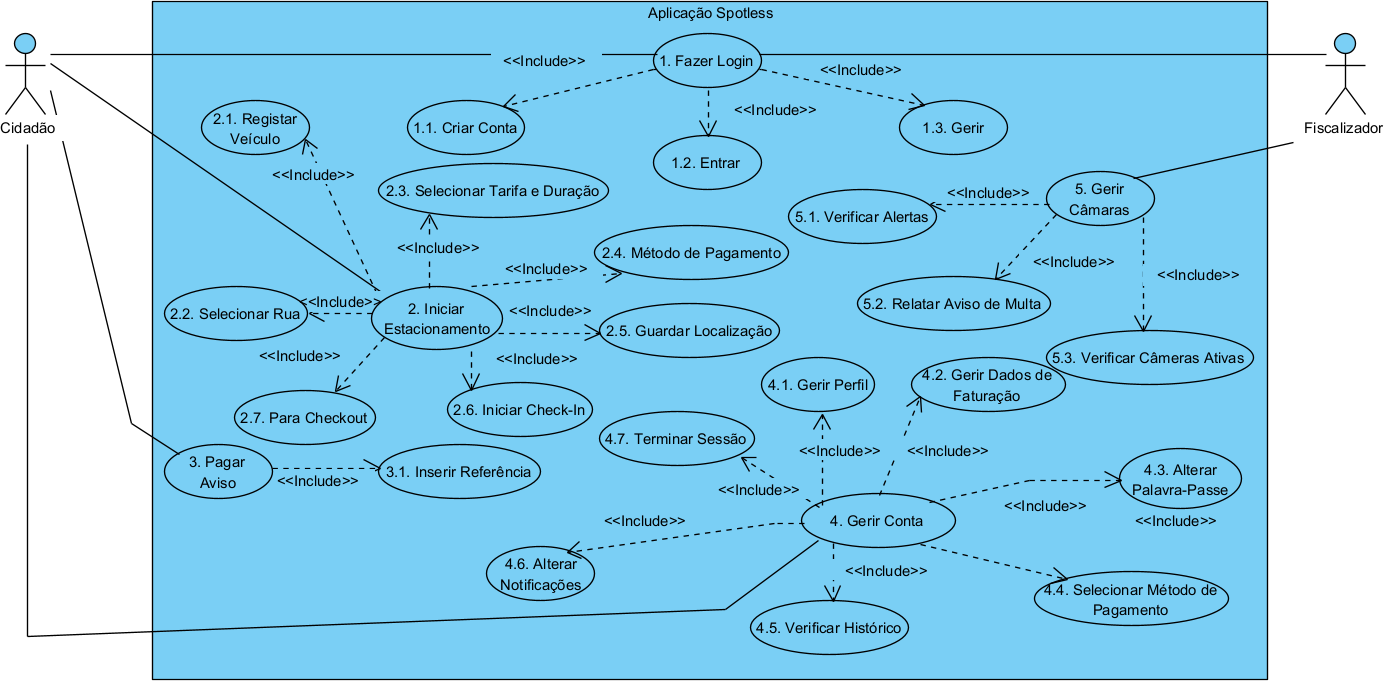 Aplicação Spotless
Cidadão
Fiscalizador
1. Fazer Login
<<Include>>
<<Include>>
<<Include>>
1.1. Criar Conta
1.2. Entrar
1.3. Gerir
2.1. Registar
Veículo
<<Include>>
2.3. Selecionar Tarifa e Duração
<<Include>>
2.4. Método de Pagamento
<<Include>>
2.2. Selecionar Rua
<<Include>>
2. Iniciar
Estacionamento
<<Include>>
2.5. Guardar Localização
<<Include>>
<<Include>>
2.7. Para Checkout
2.6. Iniciar Check-In
3. Pagar
Aviso
<<Include>>
3.1. Inserir Referência
5. Gerir
Câmaras
<<Include>>
5.1. Verificar Alertas
<<Include>>
<<Include>>
5.2. Relatar Aviso de Multa
5.3. Verificar Câmeras Ativas
4.1. Gerir Perfil
4.2. Gerir Dados de
Faturação
4.7. Terminar Sessão
<<Include>>
<<Include>>
<<Include>>
4.3. Alterar
Palavra-Passe
<<Include>>
<<Include>>
4. Gerir Conta
<<Include>>
4.6. Alterar
Notificações
<<Include>>
4.4. Selecionar Método de
Pagamento
4.5. Verificar Histórico